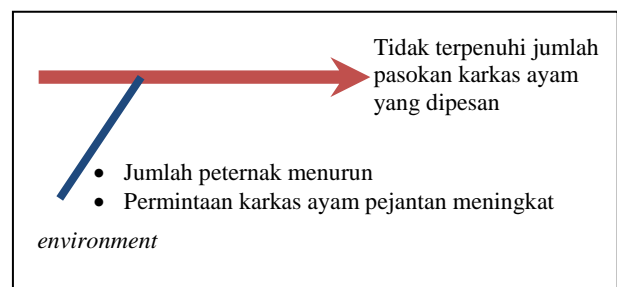 Tidak terpenuhi jumlah
pasokan karkas ayam
yang dipesan
• Jumlah peternak menurun
• Permintaan karkas ayam pejantan meningkat
environment